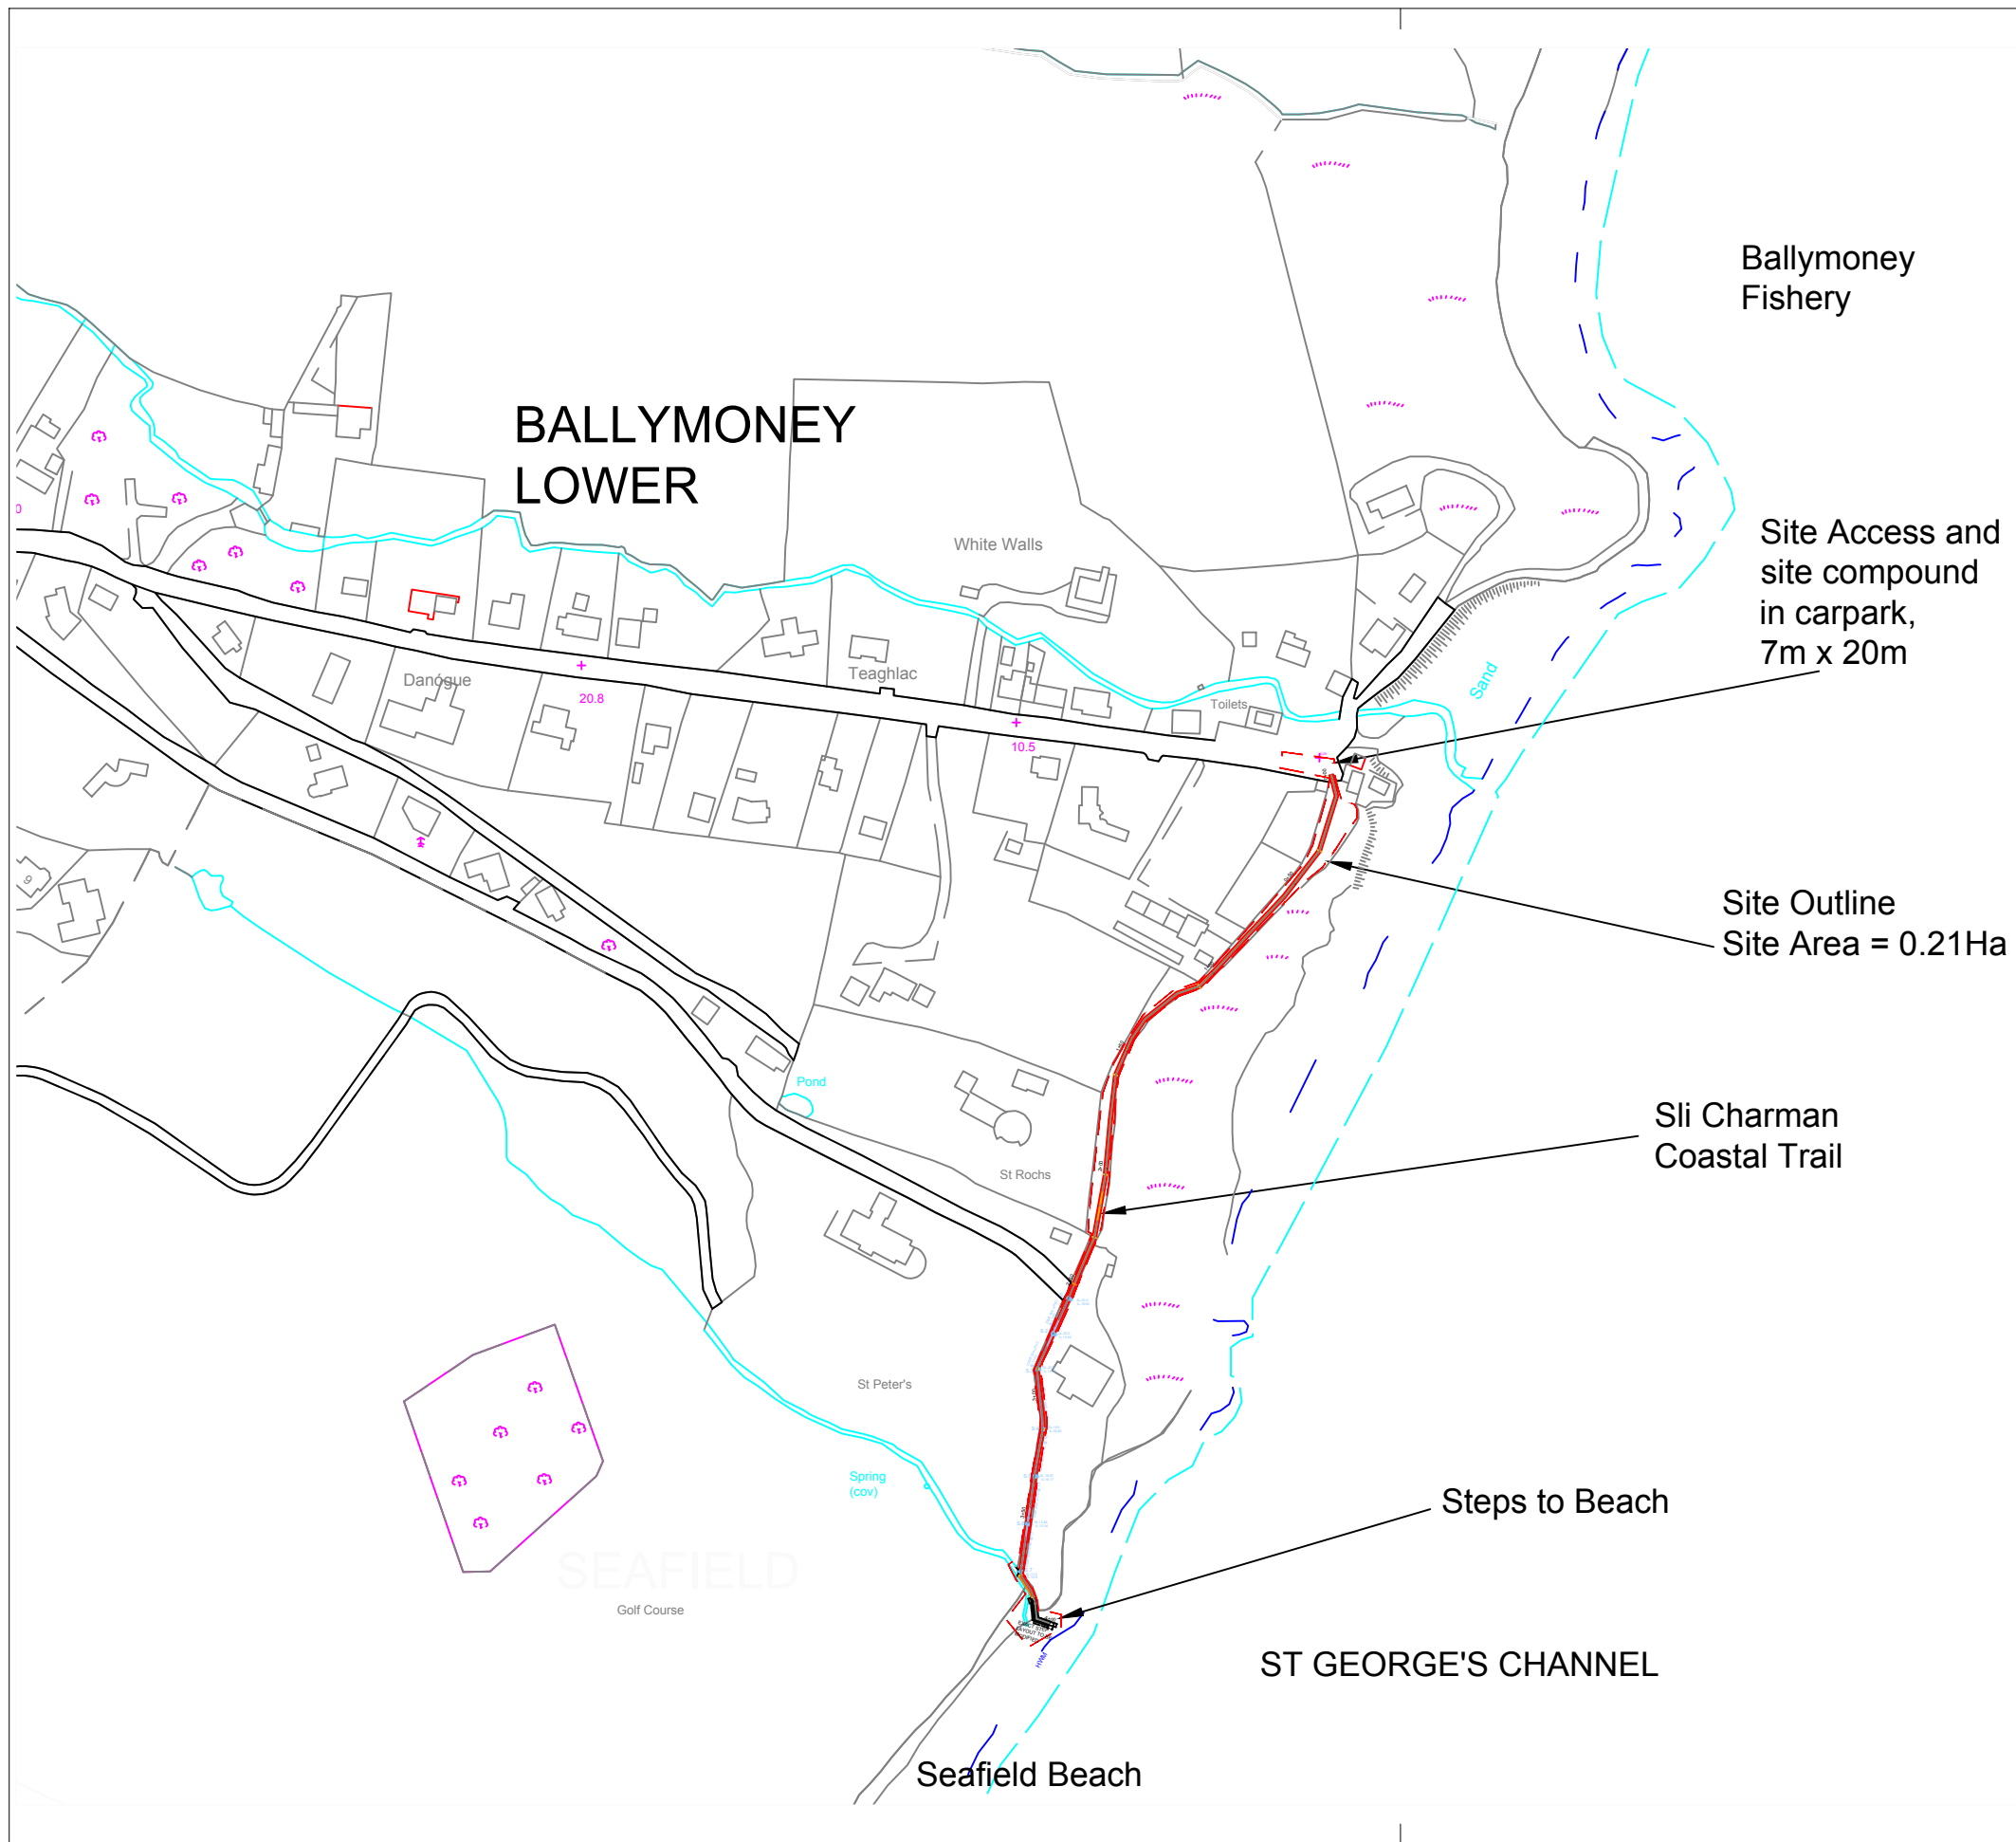 Ballymoney
Fishery
BALLYMONEY
LOWER
White Walls
Site Access and
site compound
in carpark,
7m x 20m
Sand
Danógue
Teaghlac
20.8
Toilets
10.5
9
Site Outline
Site Area = 0.21Ha
Pond
Sli Charman
Coastal Trail
St Rochs
St Peter's
Spring
(cov)
Steps to Beach
SEAFIELD
Golf Course
HWM
ST GEORGE'S CHANNEL
Seafield Beach